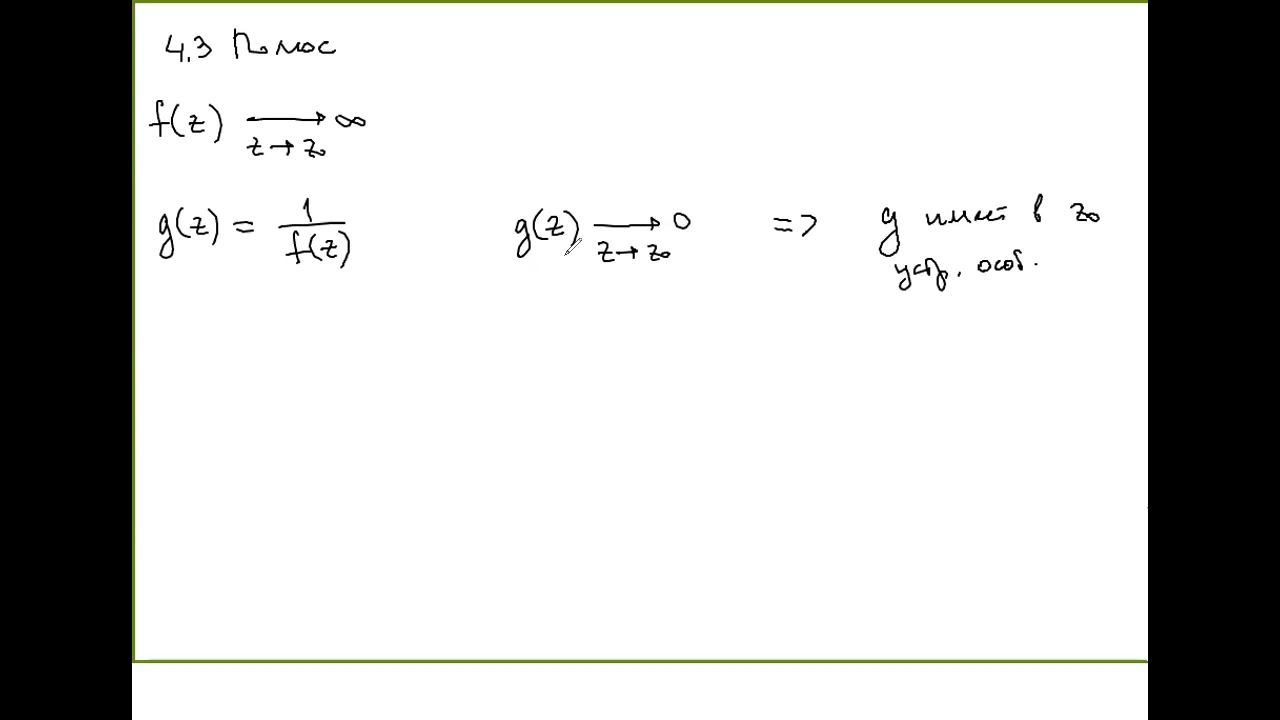 4.3 Полюс
f(z) ⟶ ∞
z → z₀
g(z) = 1/f(z) g(z) ⟶ 0 => g имеет в z₀
z → z₀ устр. особ.